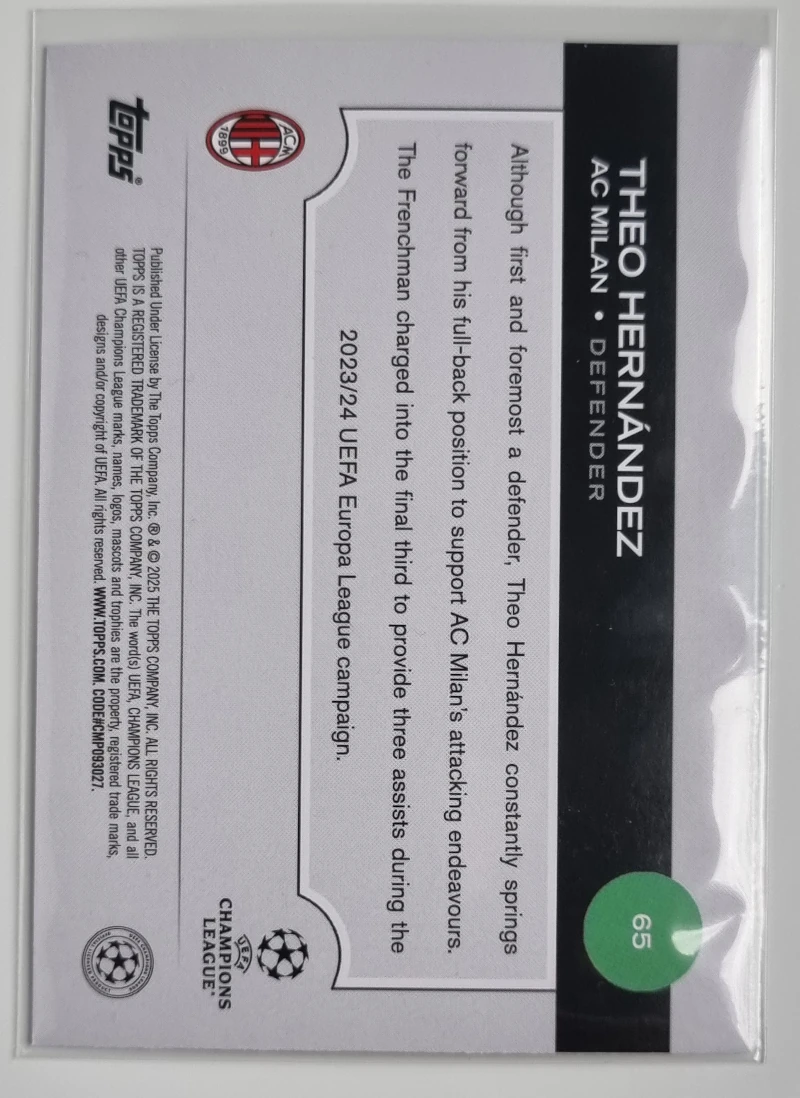 THEO HERNÁNDEZ
AC MILAN • DEFENDER
65
Although first and foremost a defender, Theo Hernández constantly springs
forward from his full-back position to support AC Milan's attacking endeavours.
The Frenchman charged into the final third to provide three assists during the
2023/24 UEFA Europa League campaign.
ACM
1899
UEFA
CHAMPIONS
LEAGUE®
topps®
Published Under License by The Topps Company, Inc. ® & © 2025 THE TOPPS COMPANY, INC. ALL RIGHTS RESERVED.
TOPPS IS A REGISTERED TRADEMARK OF THE TOPPS COMPANY, INC. The word(s) UEFA, CHAMPIONS LEAGUE, and all
other UEFA Champions League marks, names, logos, mascots and trophies are the property, registered trade marks,
designs and/or copyright of UEFA. All rights reserved. WWW.TOPPS.COM. CODE#CMP093027.